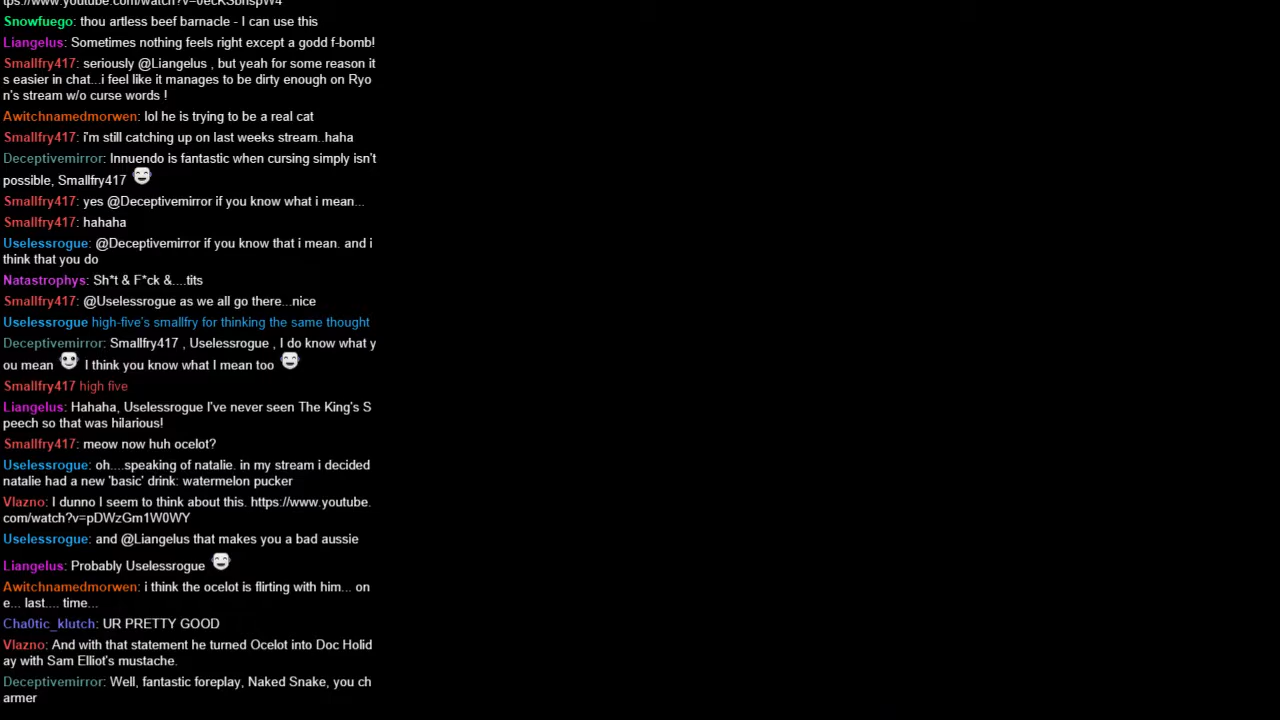 Snowfuego: thou artless beef barnacle - I can use this
Liangelus: Sometimes nothing feels right except a godd f-bomb!
Smallfry417: seriously @Liangelus , but yeah for some reason it
s easier in chat...i feel like it manages to be dirty enough on Ryo
n's stream w/o curse words !
Awitchnamedmorwen: lol he is trying to be a real cat
Smallfry417: i'm still catching up on last weeks stream..haha
Deceptivemirror: Innuendo is fantastic when cursing simply isn't
possible, Smallfry417
Smallfry417: yes @Deceptivemirror if you know what i mean...
Smallfry417: hahaha
Uselessrogue: @Deceptivemirror if you know that i mean. and i
think that you do
Natastrophys: Sh*t & F*ck &....tits
Smallfry417: @Uselessrogue as we all go there...nice
Uselessrogue high-five's smallfry for thinking the same thought
Deceptivemirror: Smallfry417 , Uselessrogue , I do know what y
ou mean I think you know what I mean too
Smallfry417 high five
Liangelus: Hahaha, Uselessrogue I've never seen The King's S
peech so that was hilarious!
Smallfry417: meow now huh ocelot?
Uselessrogue: oh....speaking of natalie. in my stream i decided
natalie had a new 'basic' drink: watermelon pucker
Vlazno: I dunno I seem to think about this. https://www.youtube.
com/watch?v=pDWzGm1W0WY
Uselessrogue: and @Liangelus that makes you a bad aussie
Liangelus: Probably Uselessrogue
Awitchnamedmorwen: i think the ocelot is flirting with him... on
e... last.... time...
Cha0tic_klutch: UR PRETTY GOOD
Vlazno: And with that statement he turned Ocelot into Doc Holid
ay with Sam Elliot's mustache.
Deceptivemirror: Well, fantastic foreplay, Naked Snake, you ch
armer